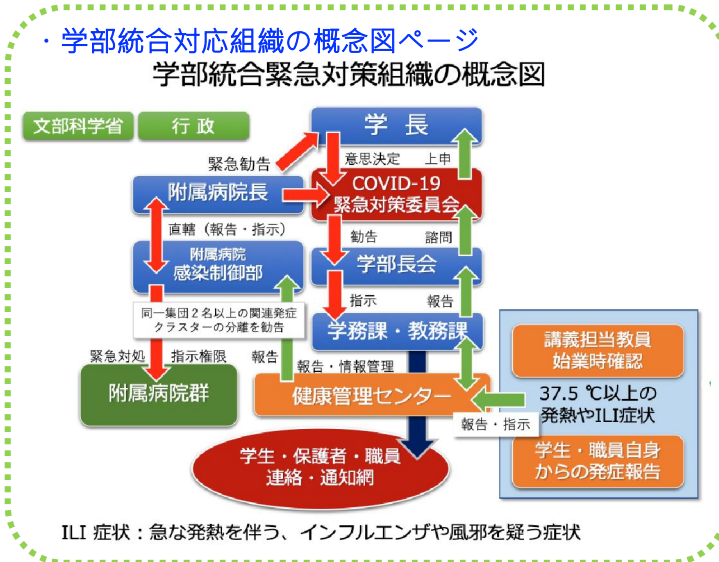 ・学部統合対応組織の概念図ページ
学部統合緊急対策組織の概念図
文部科学省
行 政
学 長
緊急勧告
意思決定
上申
附属病院長
COVID-19
緊急対策委員会
直轄（報告・指示）
勧告
諮問
附属病院
感染制御部
学部長会
同一集団２名以上の関連発症
クラスターの分離を勧告
指示
報告
学務課・教務課
講義担当教員
始業時確認
緊急対処
指示権限
報告
報告・情報管理
附属病院群
健康管理センター
37.5 ℃以上の
発熱やILI症状
報告・指示
学生・保護者・職員
連絡・通知網
学生・職員自身
からの発症報告
ILI 症状：急な発熱を伴う、インフルエンザや風邪を疑う症状